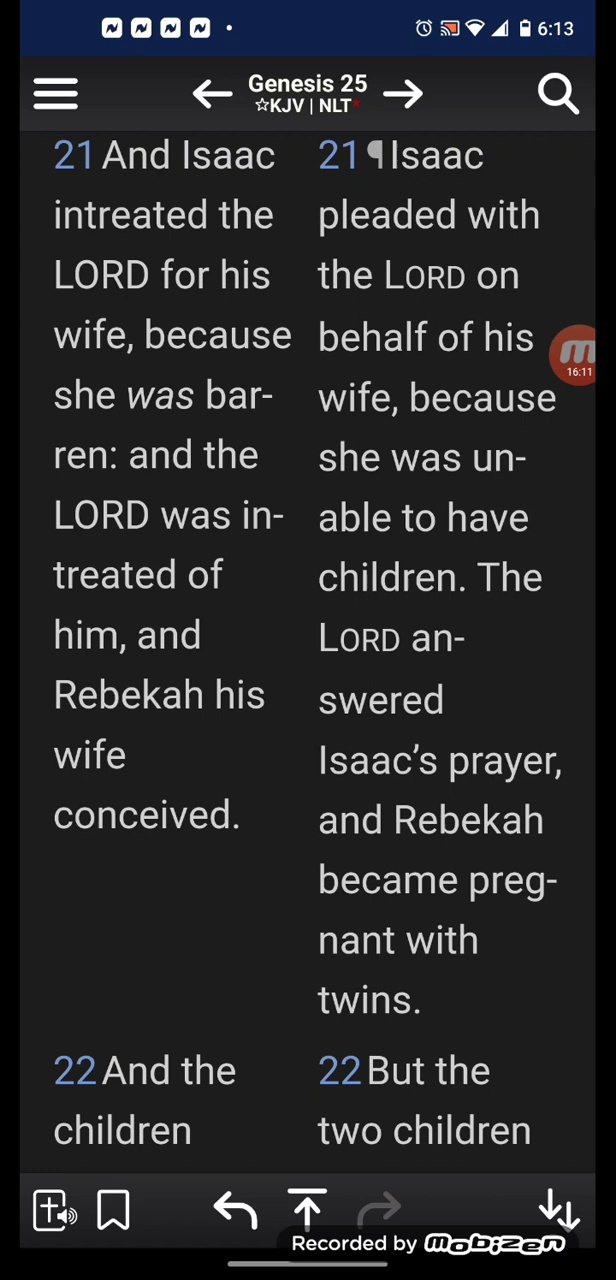 6:13
Genesis 25
☆KJV | NLT*
21 And Isaac
intreated the
LORD for his
wife, because
she was bar-
ren: and the
LORD was in-
treated of
him, and
Rebekah his
wife
conceived.
21 ¶Isaac
pleaded with
the LORD on
behalf of his
wife, because
she was un-
able to have
children. The
LORD an-
swered
Isaac’s prayer,
and Rebekah
became preg-
nant with
twins.
22 And the
children
22 But the
two children
m
16:11
Recorded by mobizen